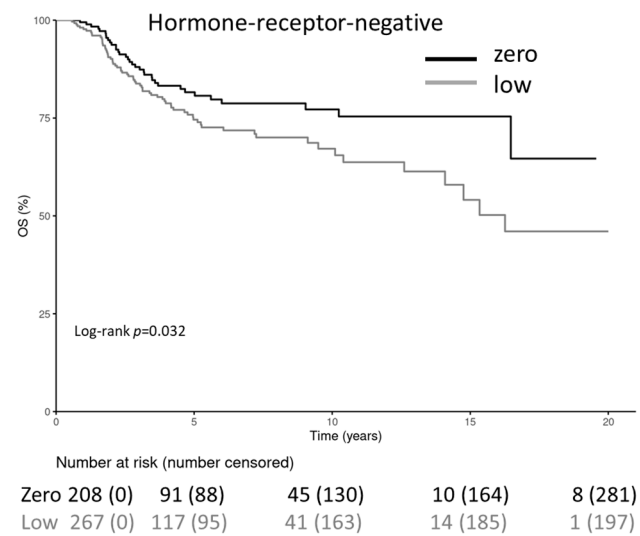 Hormone-receptor-negative
zero
low
100
75
50
25
0
OS (%)
Log-rank p=0.032
0 5 10 15 20
Time (years)
Number at risk (number censored)
Zero 208 (0) 91 (88) 45 (130) 10 (164) 8 (281)
Low 267 (0) 117 (95) 41 (163) 14 (185) 1 (197)